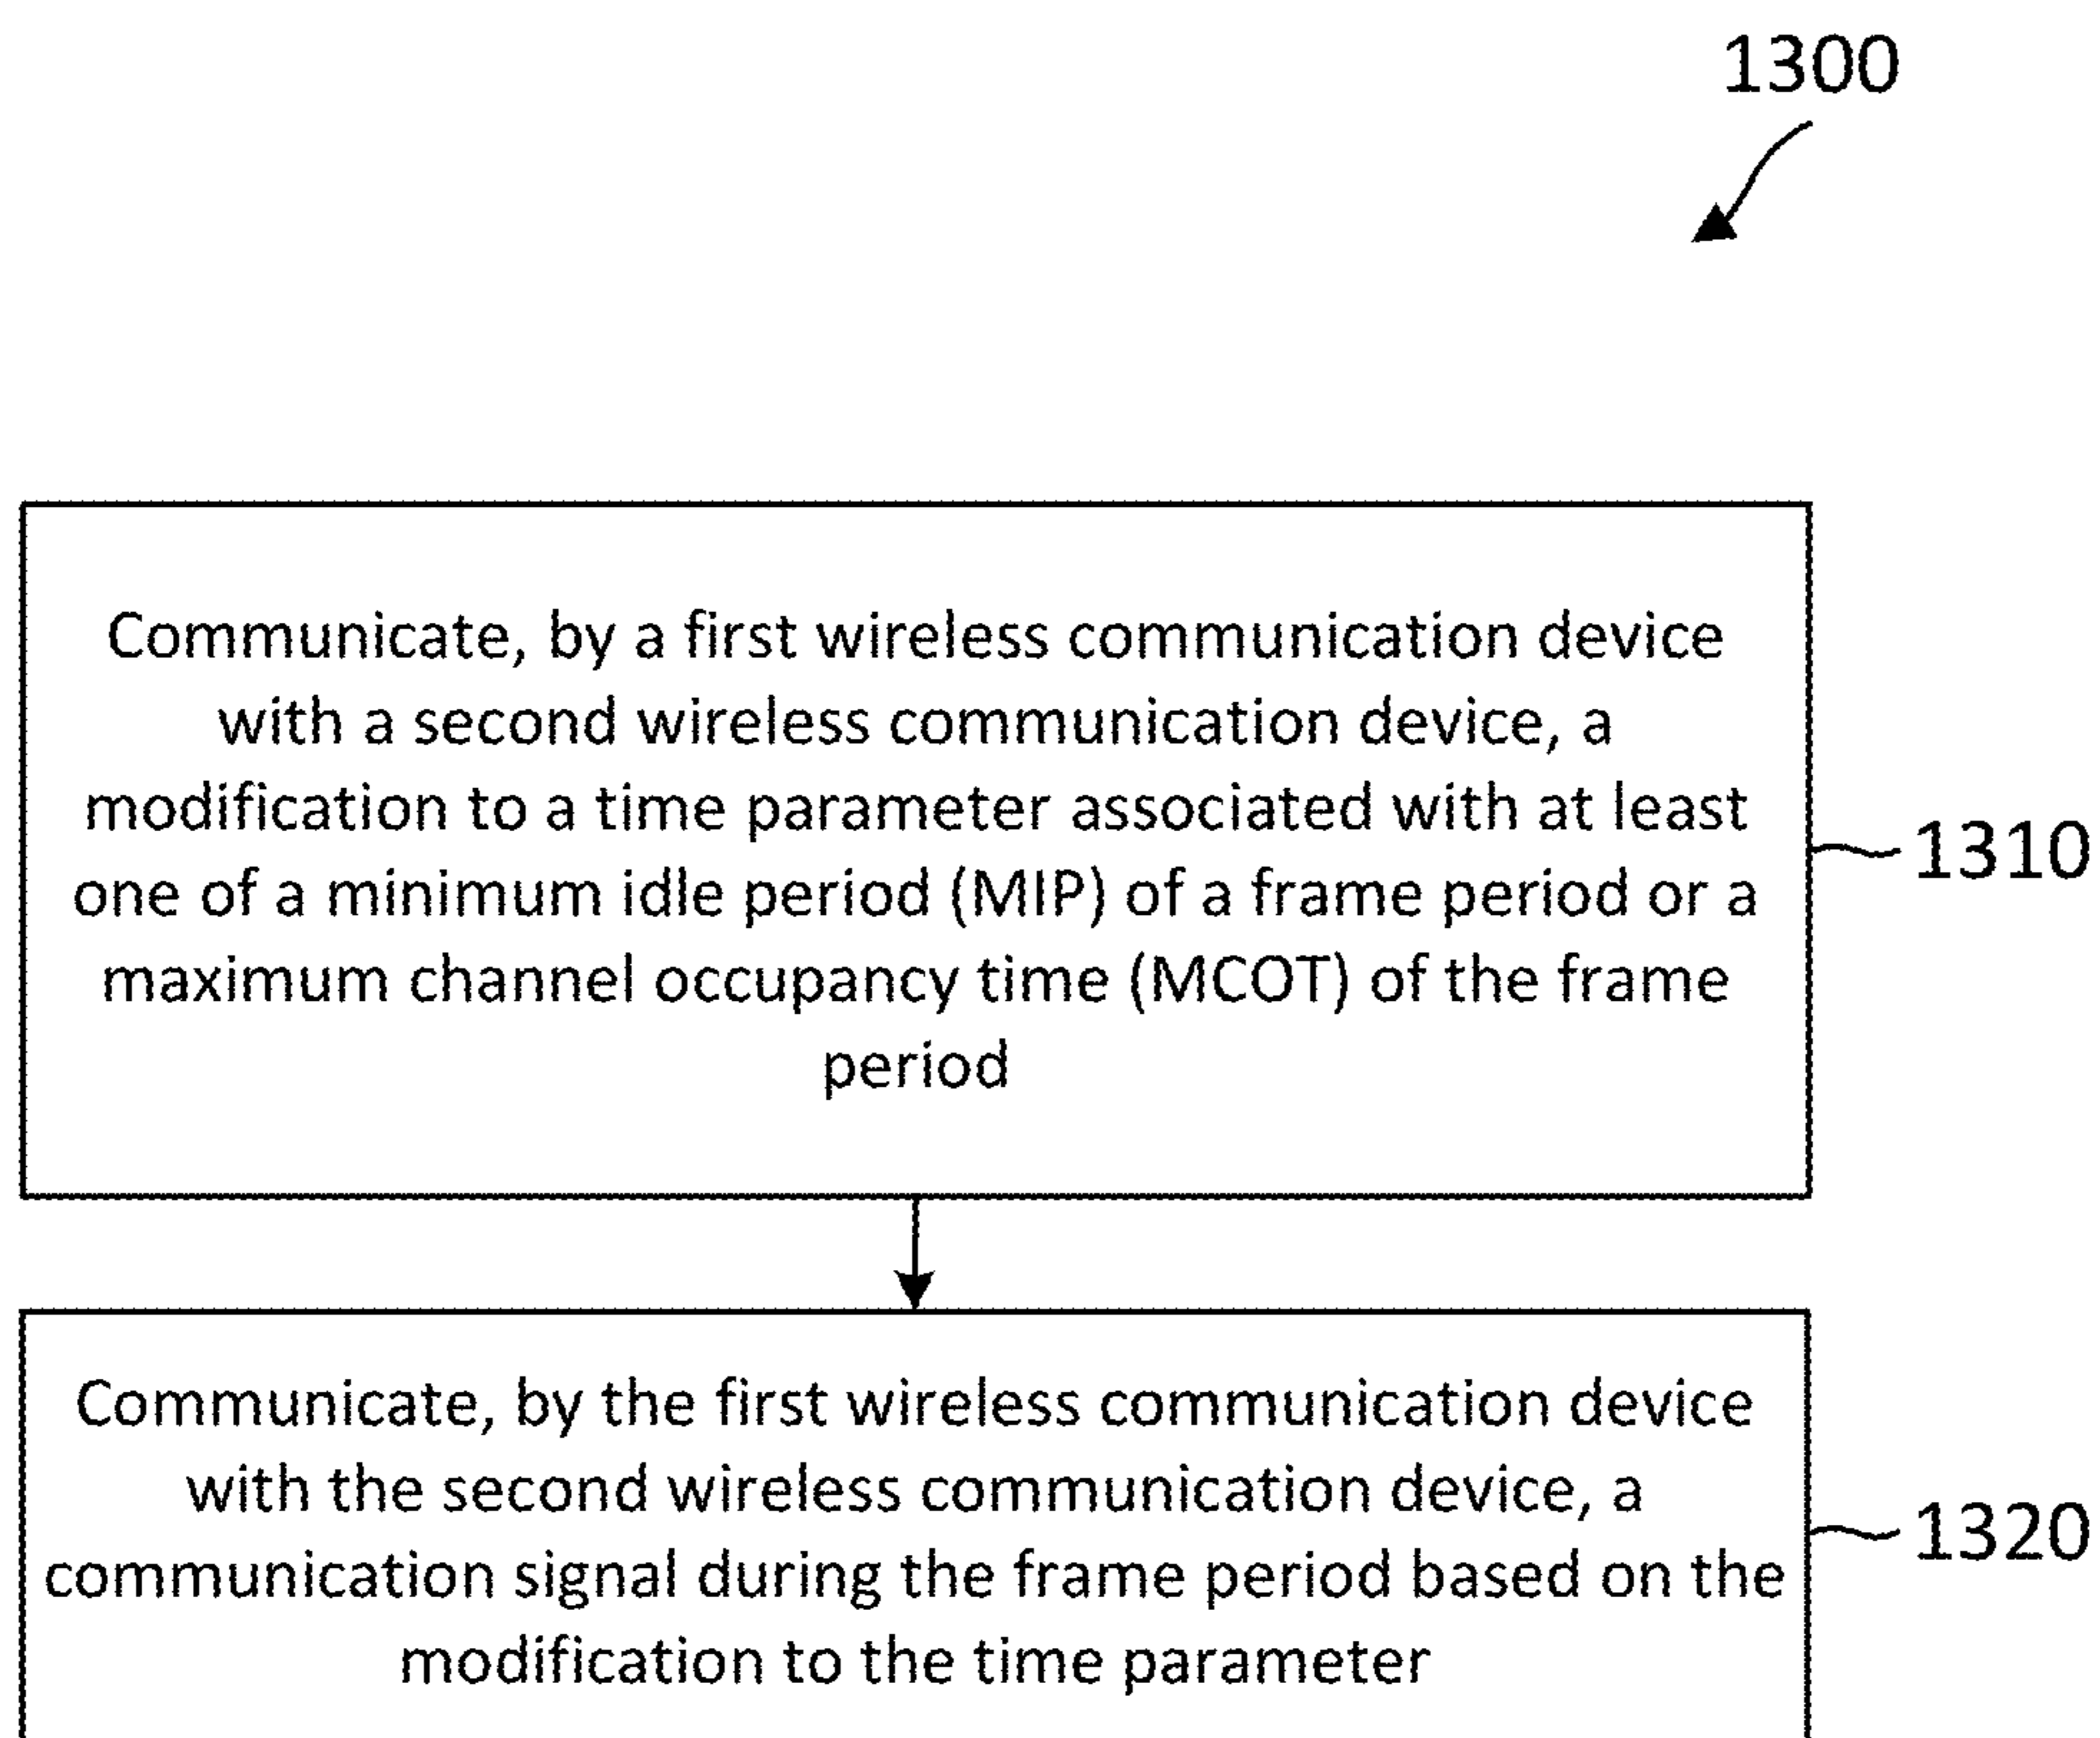 1300
Communicate, by a first wireless communication device
with a second wireless communication device, a
modification to a time parameter associated with at least
one of a minimum idle period (MIP) of a frame period or a
maximum channel occupancy time (MCOT) of the frame
period
1310
Communicate, by the first wireless communication device
with the second wireless communication device, a
communication signal during the frame period based on the
modification to the time parameter
1320